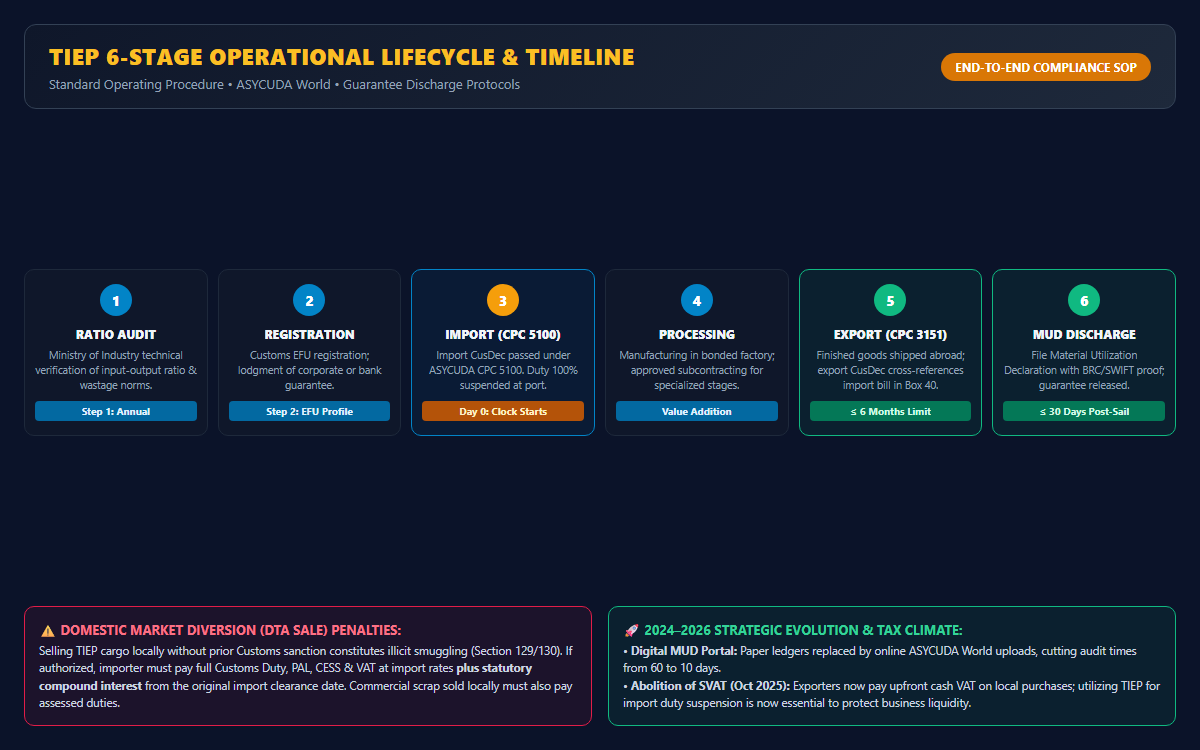 TIEP 6-STAGE OPERATIONAL LIFECYCLE & TIMELINE
Standard Operating Procedure • ASYCUDA World • Guarantee Discharge Protocols
END-TO-END COMPLIANCE SOP
1
RATIO AUDIT
Ministry of Industry technical
verification of input-output ratio &
wastage norms.
Step 1: Annual
2
REGISTRATION
Customs EFU registration;
lodgment of corporate or bank
guarantee.
Step 2: EFU Profile
3
IMPORT (CPC 5100)
Import CusDec passed under
ASYCUDA CPC 5100. Duty 100%
suspended at port.
Day 0: Clock Starts
4
PROCESSING
Manufacturing in bonded factory;
approved subcontracting for
specialized stages.
Value Addition
5
EXPORT (CPC 3151)
Finished goods shipped abroad;
export CusDec cross-references
import bill in Box 40.
≤ 6 Months Limit
6
MUD DISCHARGE
File Material Utilization
Declaration with BRC/SWIFT proof;
guarantee released.
≤ 30 Days Post-Sail
⚠️ DOMESTIC MARKET DIVERSION (DTA SALE) PENALTIES:
Selling TIEP cargo locally without prior Customs sanction constitutes illicit smuggling (Section 129/130). If
authorized, importer must pay full Customs Duty, PAL, CESS & VAT at import rates plus statutory
compound interest from the original import clearance date. Commercial scrap sold locally must also pay
assessed duties.
🚀 2024–2026 STRATEGIC EVOLUTION & TAX CLIMATE:
• Digital MUD Portal: Paper ledgers replaced by online ASYCUDA World uploads, cutting audit times
from 60 to 10 days.
• Abolition of SVAT (Oct 2025): Exporters now pay upfront cash VAT on local purchases; utilizing TIEP for
import duty suspension is now essential to protect business liquidity.